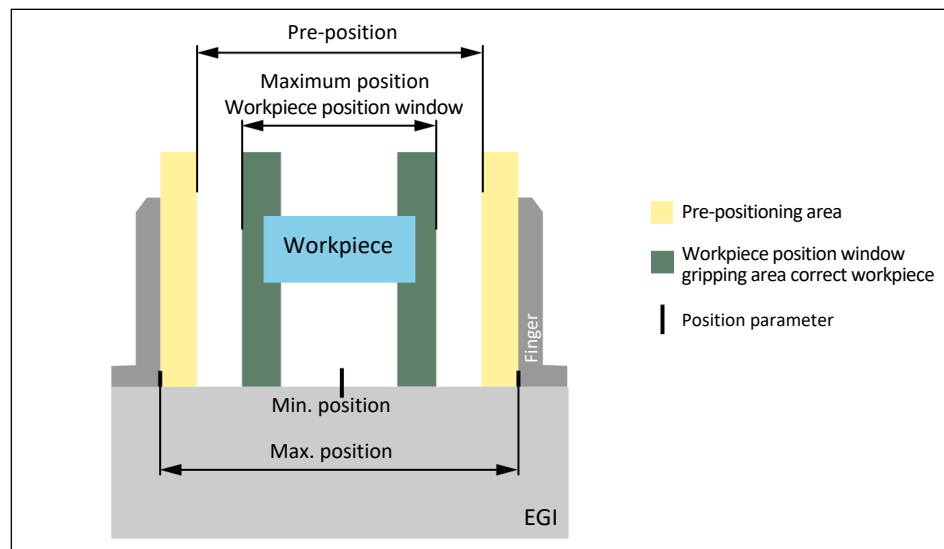 Pre-position
Maximum position
Workpiece position window
Workpiece
Pre-positioning area
Workpiece position window
gripping area correct workpiece
Position parameter
Finger
Min. position
Max. position
EGI